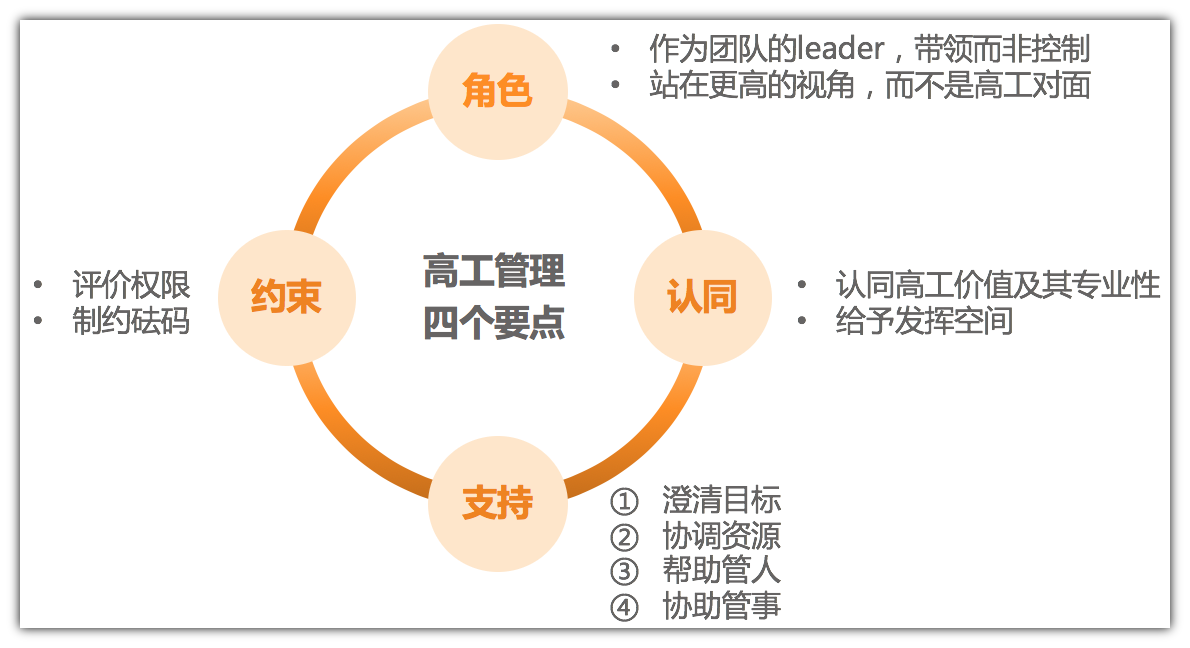 角色
• 作为团队的leader，带领而非控制
• 站在更高的视角，而不是高工对面
高工管理
四个要点
约束
• 评价权限
• 制约砝码
认同
• 认同高工价值及其专业性
• 给予发挥空间
支持
① 澄清目标
② 协调资源
③ 帮助管人
④ 协助管事